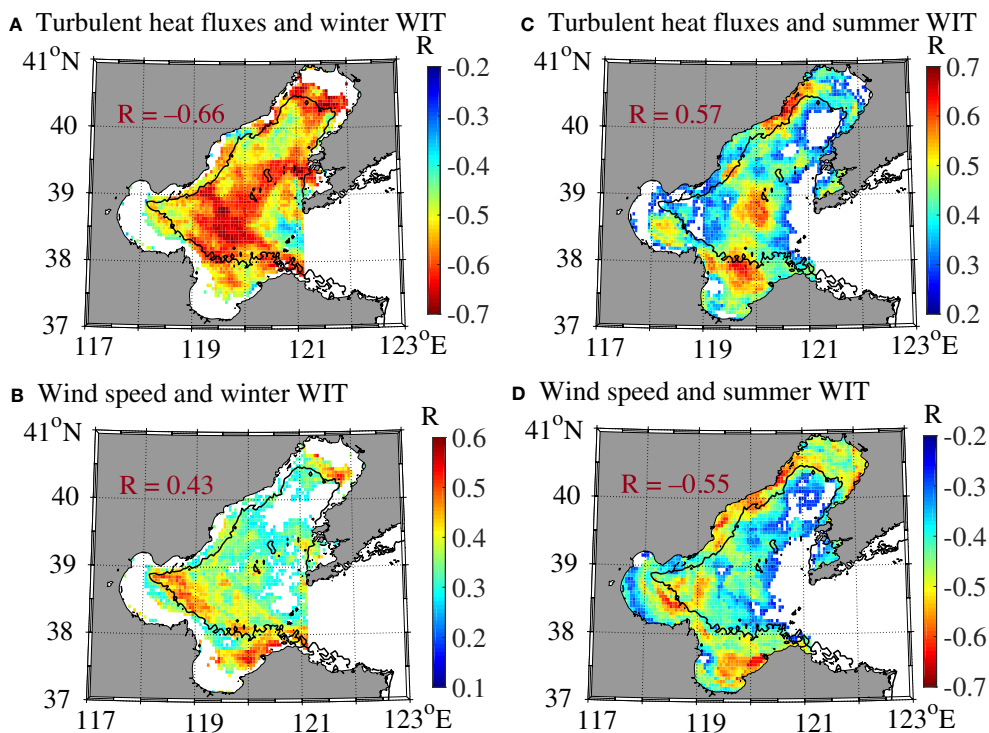 A Turbulent heat fluxes and winter WIT
R
41°N
40
39
38
37
117
119
121
123°E
R = –0.66
-0.2
-0.3
-0.4
-0.5
-0.6
-0.7
C Turbulent heat fluxes and summer WIT
R
41°N
40
39
38
37
117
119
121
123°E
R = 0.57
0.7
0.6
0.5
0.4
0.3
0.2
B Wind speed and winter WIT
R
41°N
40
39
38
37
117
119
121
123°E
R = 0.43
0.6
0.5
0.4
0.3
0.2
0.1
D Wind speed and summer WIT
R
41°N
40
39
38
37
117
119
121
123°E
R = –0.55
-0.2
-0.3
-0.4
-0.5
-0.6
-0.7